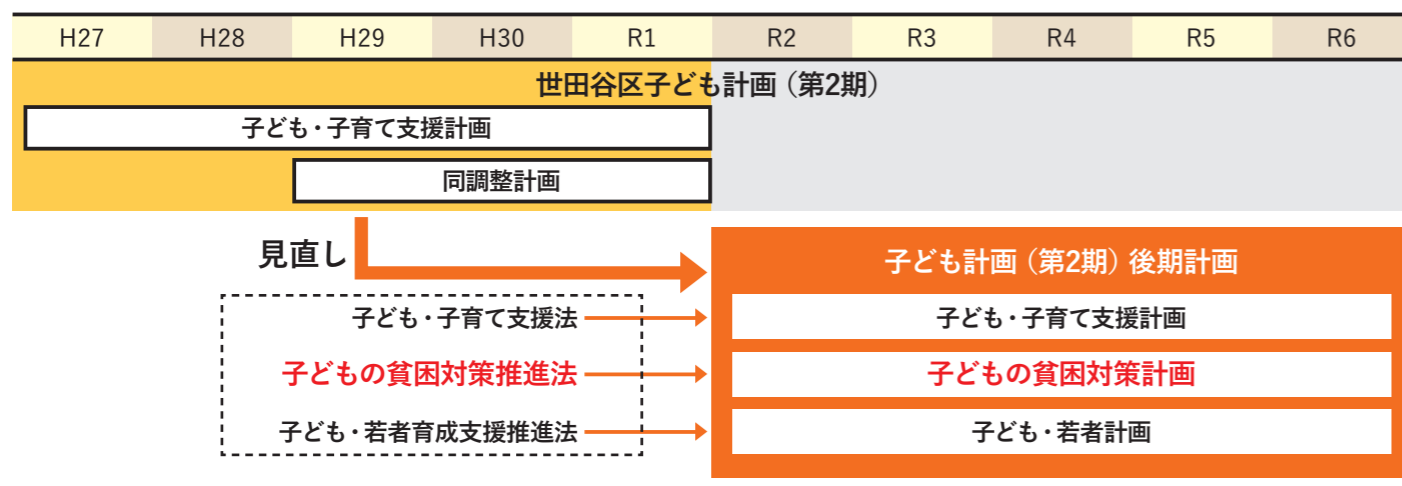 H27 H28 H29 H30 R1 R2 R3 R4 R5 R6
世田谷区子ども計画（第2期）
子ども・子育て支援計画
同調整計画
見直し
子ども計画（第2期）後期計画
子ども・子育て支援法 子ども・子育て支援計画
子どもの貧困対策推進法 子どもの貧困対策計画
子ども・若者育成支援推進法 子ども・若者計画